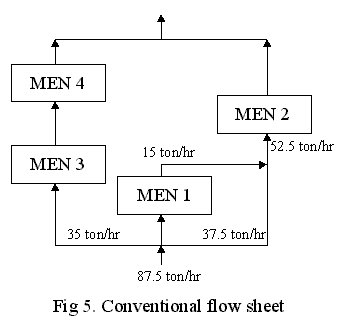 MEN 4
MEN 2
15 ton/hr
52.5 ton/hr
MEN 3
MEN 1
35 ton/hr
37.5 ton/hr
87.5 ton/hr
Fig 5. Conventional flow sheet